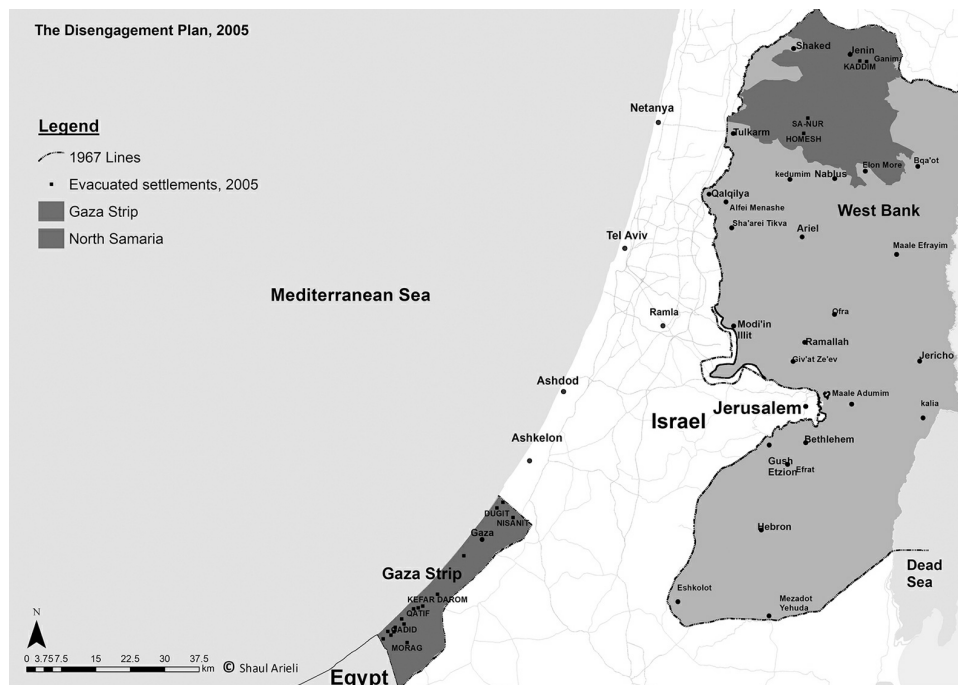 The Disengagement Plan, 2005
Legend
1967 Lines
Evacuated settlements, 2005
Gaza Strip
North Samaria
Shaked
Jenin
KADDIM
Ganim
Netanya
SA-NUR
Tulkarm
HOMESH
Elon More
Bqa'ot
kedumim
Nablus
Qalqilya
Alfei Menashe
West Bank
Sha'arei Tikva
Ariel
Tel Aviv
Maale Efrayim
Mediterranean Sea
Ramla
Ofra
Modi'in
Illit
Ramallah
Giv'at Ze'ev
Jericho
Ashdod
Maale Adumim
Jerusalem
kalia
Israel
Ashkelon
Bethlehem
Gush
Etzion
Efrat
DUGIT
NISANIT
Gaza
Hebron
Gaza Strip
Dead
Sea
KEFAR DAROM
QATIF
Eshkolot
Mezadot
Yehuda
MORAG
Egypt
N
0 3.75 7.5 15 22.5 30 37.5
km
© Shaul Arieli